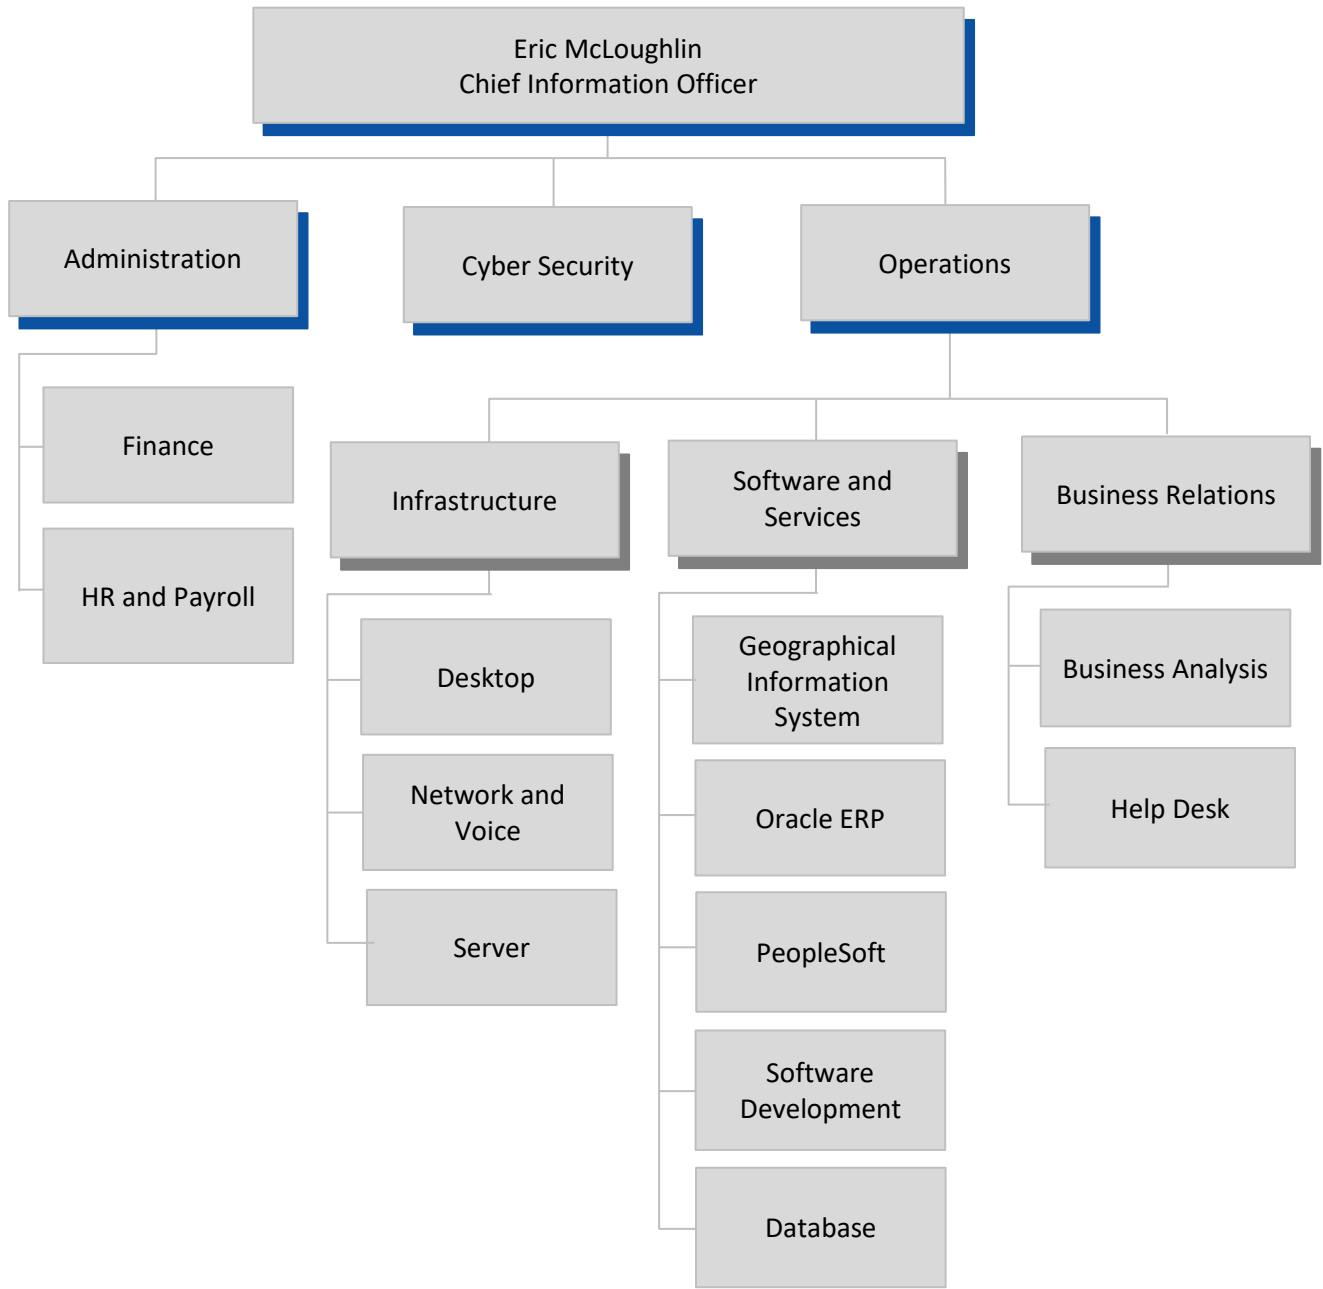 Eric McLoughlin
Chief Information Officer
Administration
Cyber Security
Operations
Finance
HR and Payroll
Infrastructure
Desktop
Network and
Voice
Server
Software and
Services
Geographical
Information
System
Oracle ERP
PeopleSoft
Software
Development
Database
Business Relations
Business Analysis
Help Desk